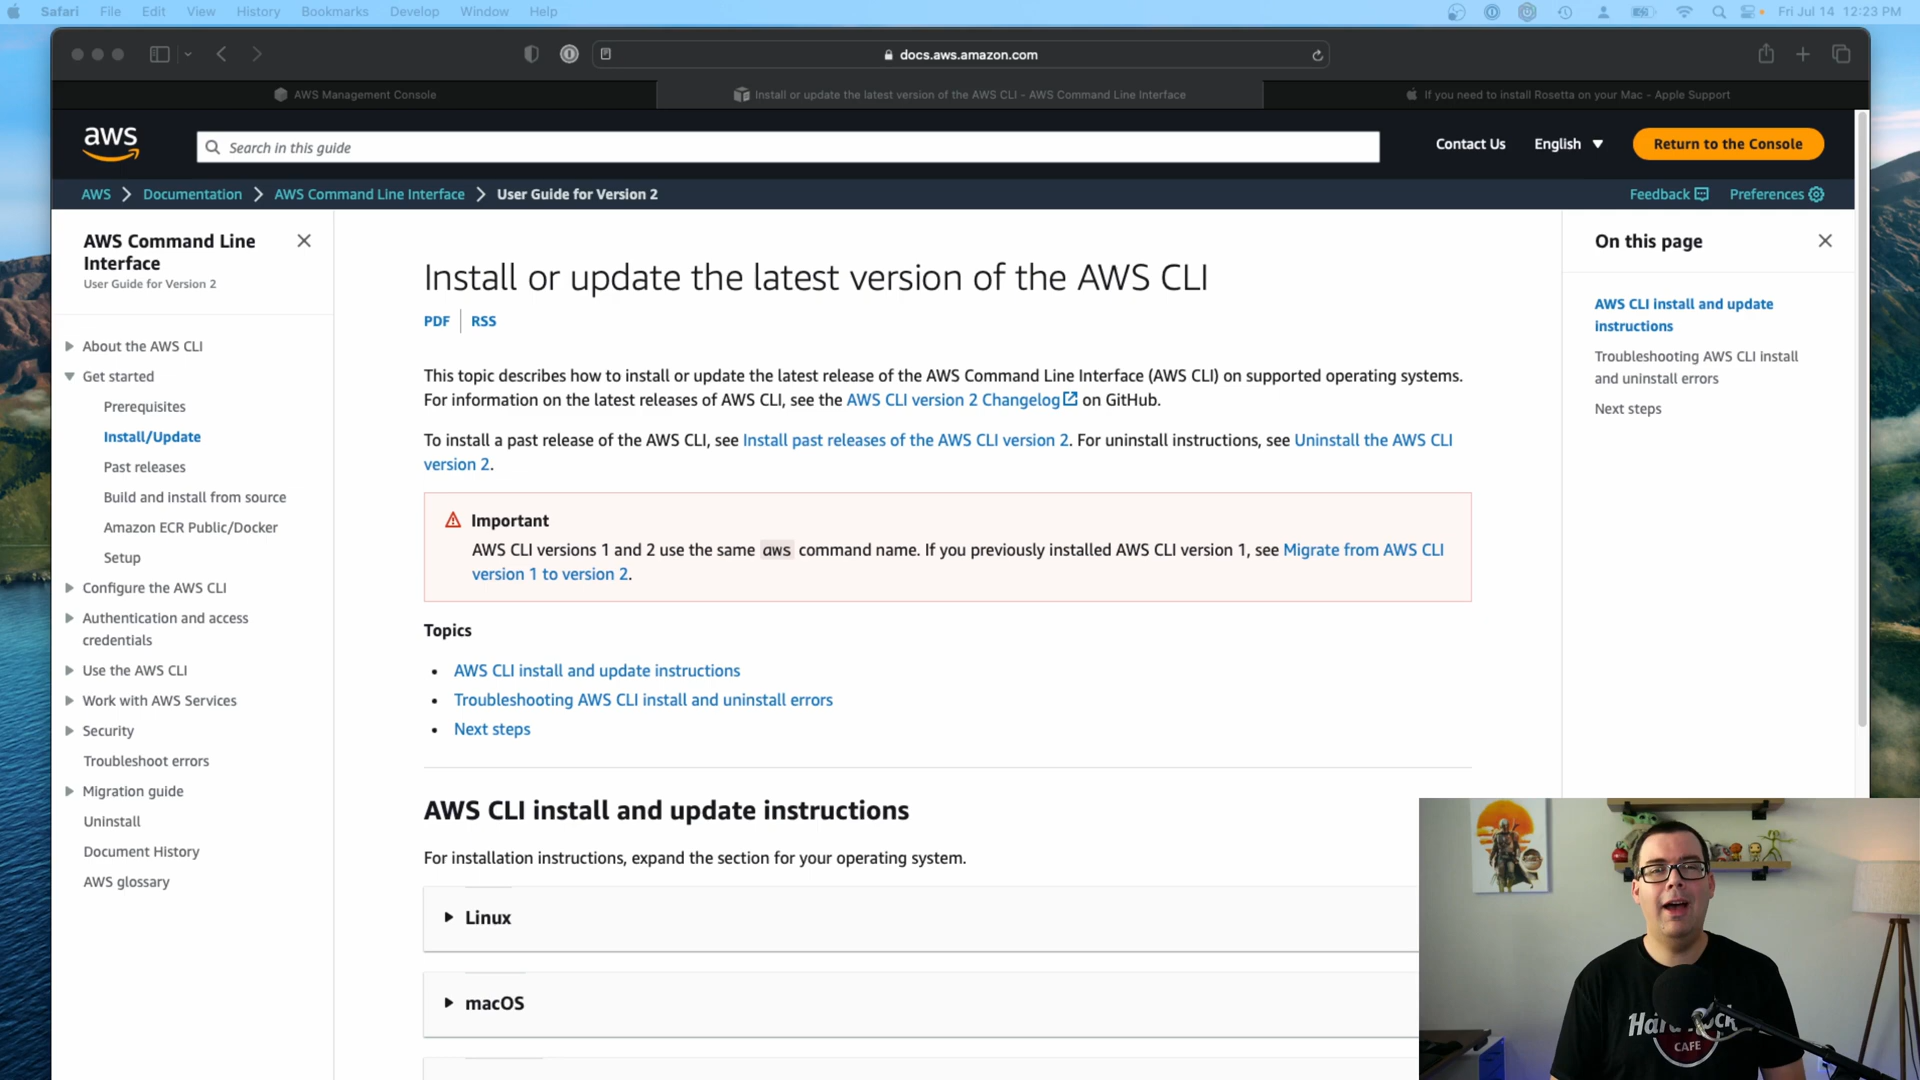 Safari File Edit View History Bookmarks Develop Window Help Fri Jul 14 12:23 PM
docs.aws.amazon.com
AWS Management Console
Install or update the latest version of the AWS CLI - AWS Command Line Interface
If you need to install Rosetta on your Mac - Apple Support
aws
Search in this guide
Contact Us
English
Return to the Console
AWS
Documentation
AWS Command Line Interface
User Guide for Version 2
Feedback
Preferences
AWS Command Line
Interface
User Guide for Version 2
About the AWS CLI
Get started
Prerequisites
Install/Update
Past releases
Build and install from source
Amazon ECR Public/Docker
Setup
Configure the AWS CLI
Authentication and access
credentials
Use the AWS CLI
Work with AWS Services
Security
Troubleshoot errors
Migration guide
Uninstall
Document History
AWS glossary
Install or update the latest version of the AWS CLI
PDF
RSS
This topic describes how to install or update the latest release of the AWS Command Line Interface (AWS CLI) on supported operating systems.
For information on the latest releases of AWS CLI, see the AWS CLI version 2 Changelog on GitHub.
To install a past release of the AWS CLI, see Install past releases of the AWS CLI version 2. For uninstall instructions, see Uninstall the AWS CLI
version 2.
Important
AWS CLI versions 1 and 2 use the same aws command name. If you previously installed AWS CLI version 1, see Migrate from AWS CLI
version 1 to version 2.
Topics
AWS CLI install and update instructions
Troubleshooting AWS CLI install and uninstall errors
Next steps
AWS CLI install and update instructions
For installation instructions, expand the section for your operating system.
Linux
macOS
On this page
AWS CLI install and update
instructions
Troubleshooting AWS CLI install
and uninstall errors
Next steps
Hard Rock
CAFE